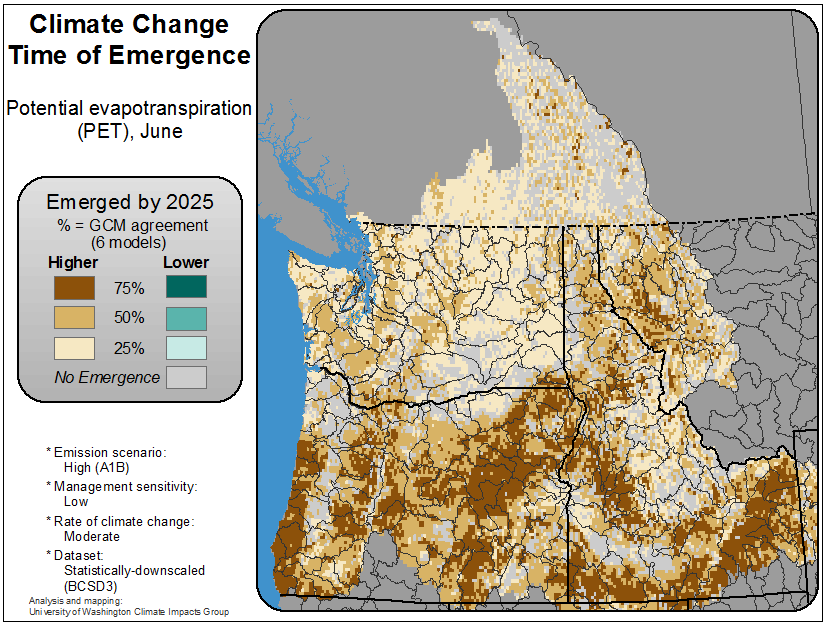 Climate Change
Time of Emergence
Potential evapotranspiration
(PET), June
Emerged by 2025
% = GCM agreement
(6 models)
Higher Lower
75%
50%
25%
No Emergence
* Emission scenario:
High (A1B)
* Management sensitivity:
Low
* Rate of climate change:
Moderate
* Dataset:
Statistically-downscaled
(BCSD3)
Analysis and mapping:
University of Washington Climate Impacts Group